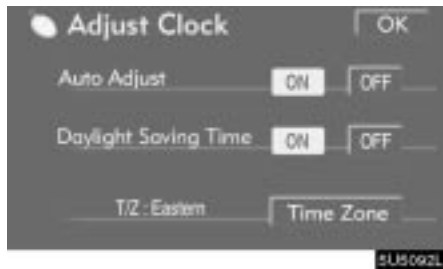 Adjust Clock OK
Auto Adjust ON OFF
Daylight Saving Time ON OFF
T/Z : Eastern Time Zone
5U5092L